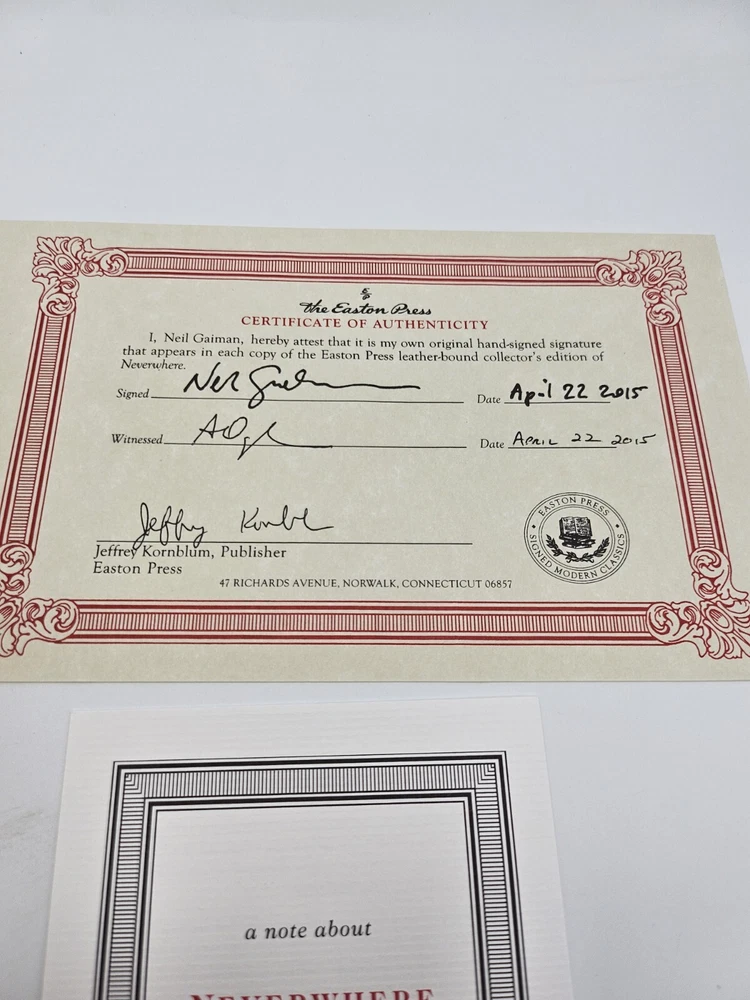 The Easton Press
CERTIFICATE OF AUTHENTICITY
I, Neil Gaiman, hereby attest that it is my own original hand-signed signature
that appears in each copy of the Easton Press leather-bound collector's edition of
Neverwhere.
Signed Date April 22 2015
Witnessed Date April 22 2015
Jeffrey Kornblum, Publisher
Easton Press
47 RICHARDS AVENUE, NORWALK, CONNECTICUT 06857
EASTON PRESS
SIGNED MODERN CLASSICS
a note about
NEVERWHERE